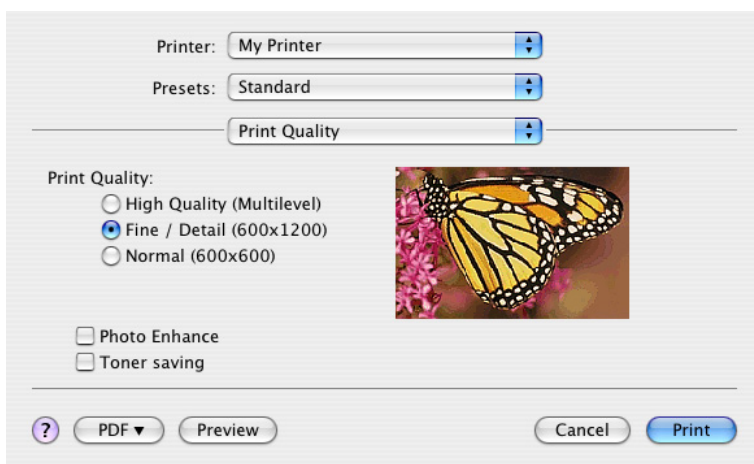 Printer: My Printer
Presets: Standard
Print Quality
Print Quality:
High Quality (Multilevel)
Fine / Detail (600x1200)
Normal (600x600)
Photo Enhance
Toner saving
? PDF▼ Preview Cancel Print